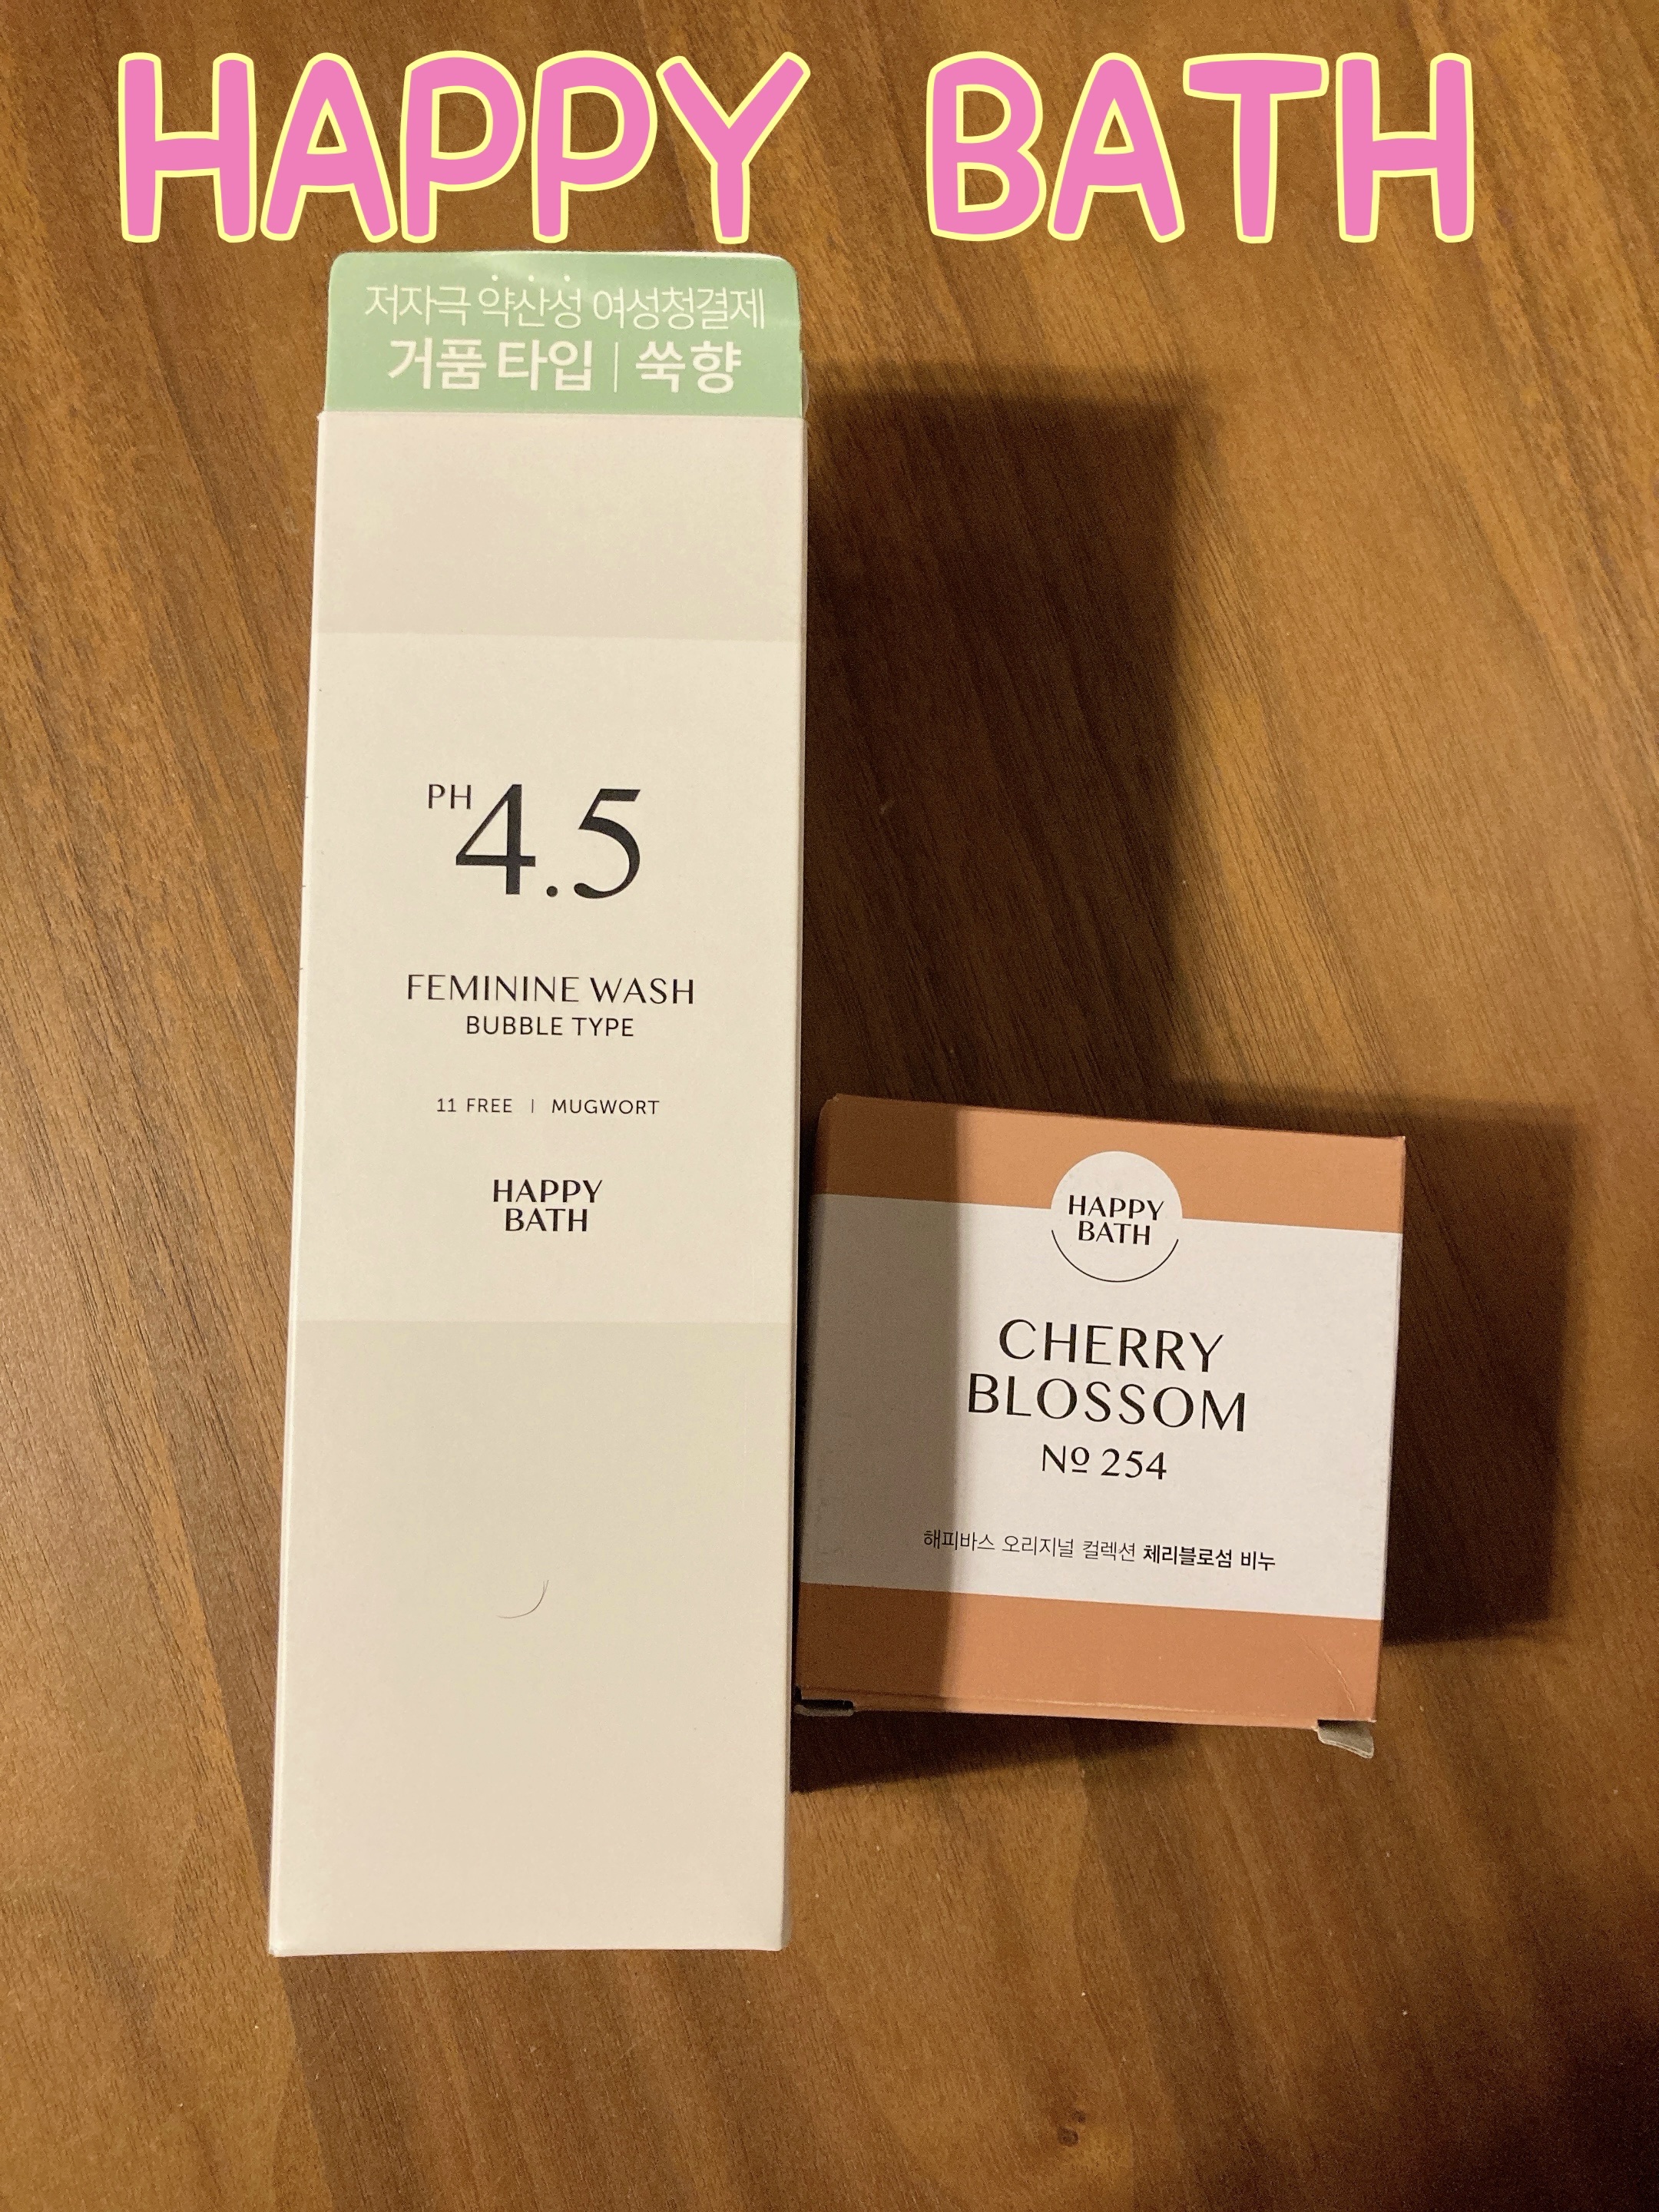 HAPPY BATH
저자극 약산성 여성청결제
거품 타입 | 쑥 향
PH 4.5
FEMININE WASH
BUBBLE TYPE
11 FREE | MUGWORT
HAPPY
BATH
HAPPY
BATH
CHERRY
BLOSSOM
Nº 254
해피바스 오리지널 컬렉션 체리블로섬 비누